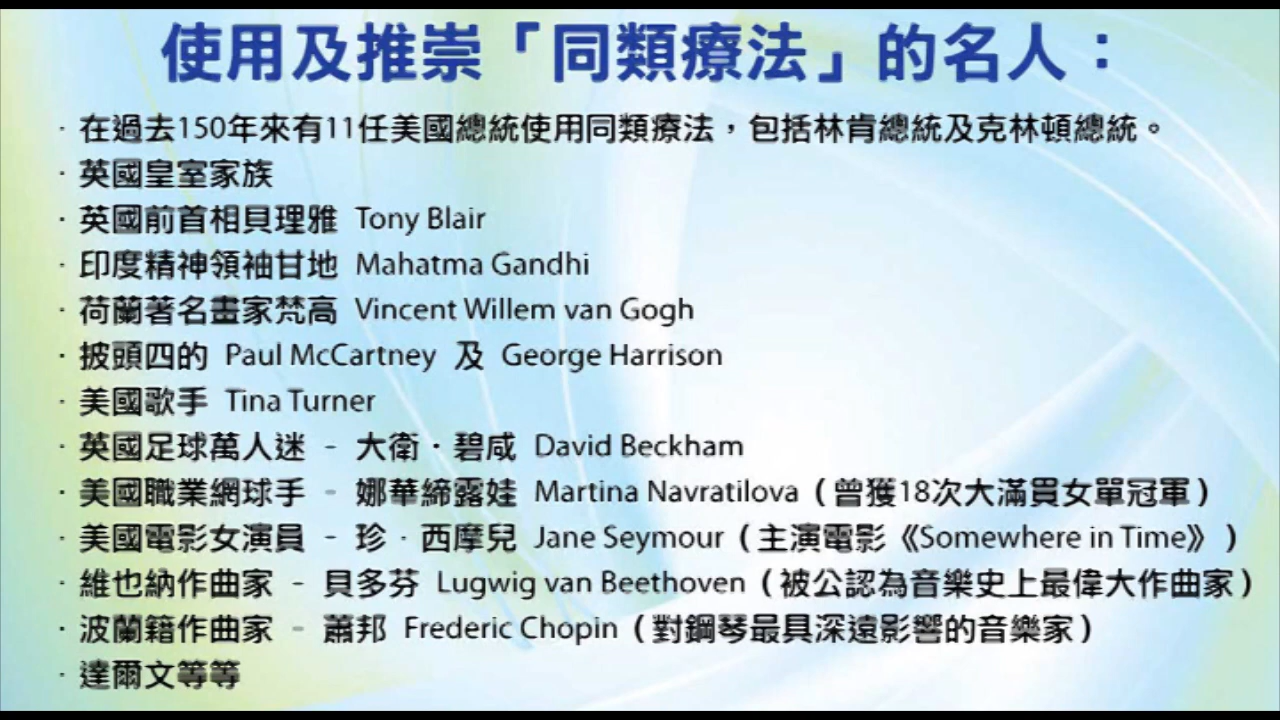 使用及推崇「同類療法」的名人：
· 在過去150年來有11任美國總統使用同類療法，包括林肯總統及克林頓總統。
· 英國皇室家族
· 英國前首相貝理雅 Tony Blair
· 印度精神領袖甘地 Mahatma Gandhi
· 荷蘭著名畫家梵高 Vincent Willem van Gogh
· 披頭四的 Paul McCartney 及 George Harrison
· 美國歌手 Tina Turner
· 英國足球萬人迷 - 大衛·碧咸 David Beckham
· 美國職業網球手 - 娜華締露娃 Martina Navratilova（曾獲18次大滿貫女單冠軍）
· 美國電影女演員 - 珍·西摩兒 Jane Seymour（主演電影《Somewhere in Time》）
· 維也納作曲家 - 貝多芬 Lugwig van Beethoven（被公認為音樂史上最偉大作曲家）
· 波蘭籍作曲家 - 蕭邦 Frederic Chopin（對鋼琴最具深遠影響的音樂家）
· 達爾文等等